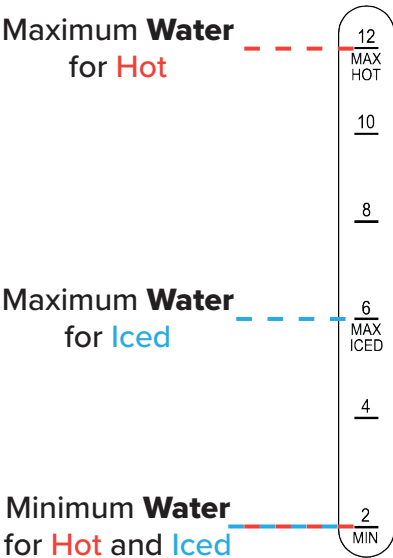 Maximum Water
for Hot
12
MAX
HOT
10
8
Maximum Water
for Iced
6
MAX
ICED
4
Minimum Water
for Hot and Iced
2
MIN